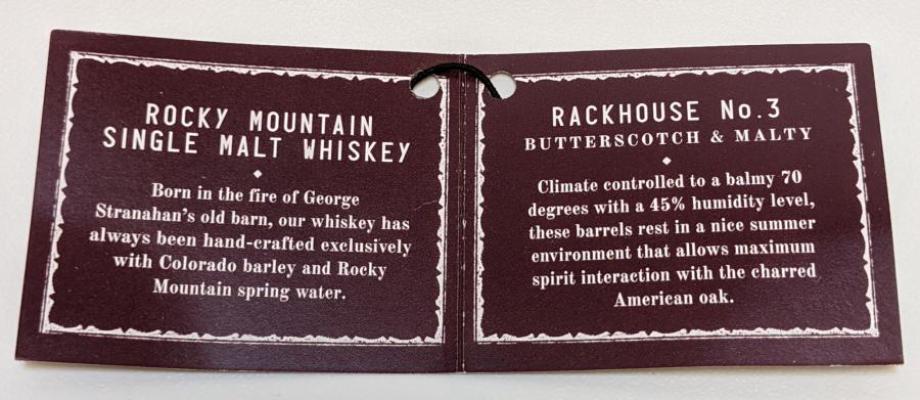 ROCKY MOUNTAIN
SINGLE MALT WHISKEY
Born in the fire of George
Stranahan's old barn, our whiskey has
always been hand-crafted exclusively
with Colorado barley and Rocky
Mountain spring water.
RACKHOUSE No.3
BUTTERSCOTCH & MALTY
Climate controlled to a balmy 70
degrees with a 45% humidity level,
these barrels rest in a nice summer
environment that allows maximum
spirit interaction with the charred
American oak.